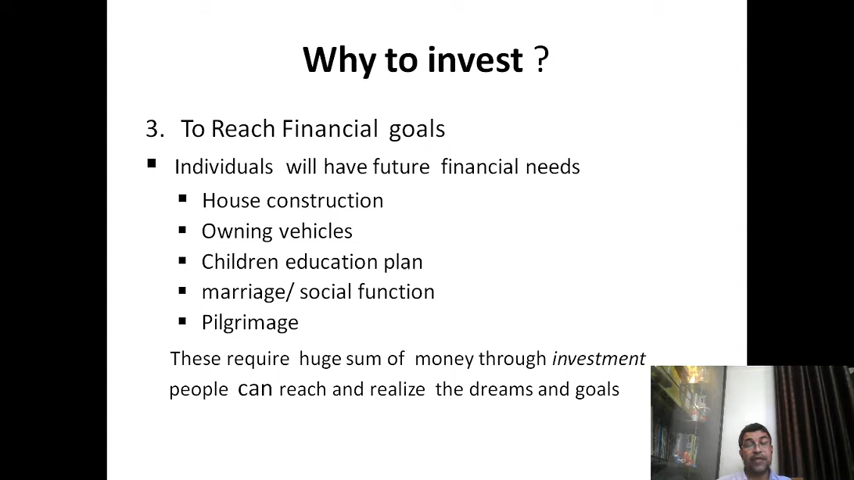 Why to invest ?
3. To Reach Financial goals
▪ Individuals will have future financial needs
▪ House construction
▪ Owning vehicles
▪ Children education plan
▪ marriage/ social function
▪ Pilgrimage
These require huge sum of money through investment
people can reach and realize the dreams and goals